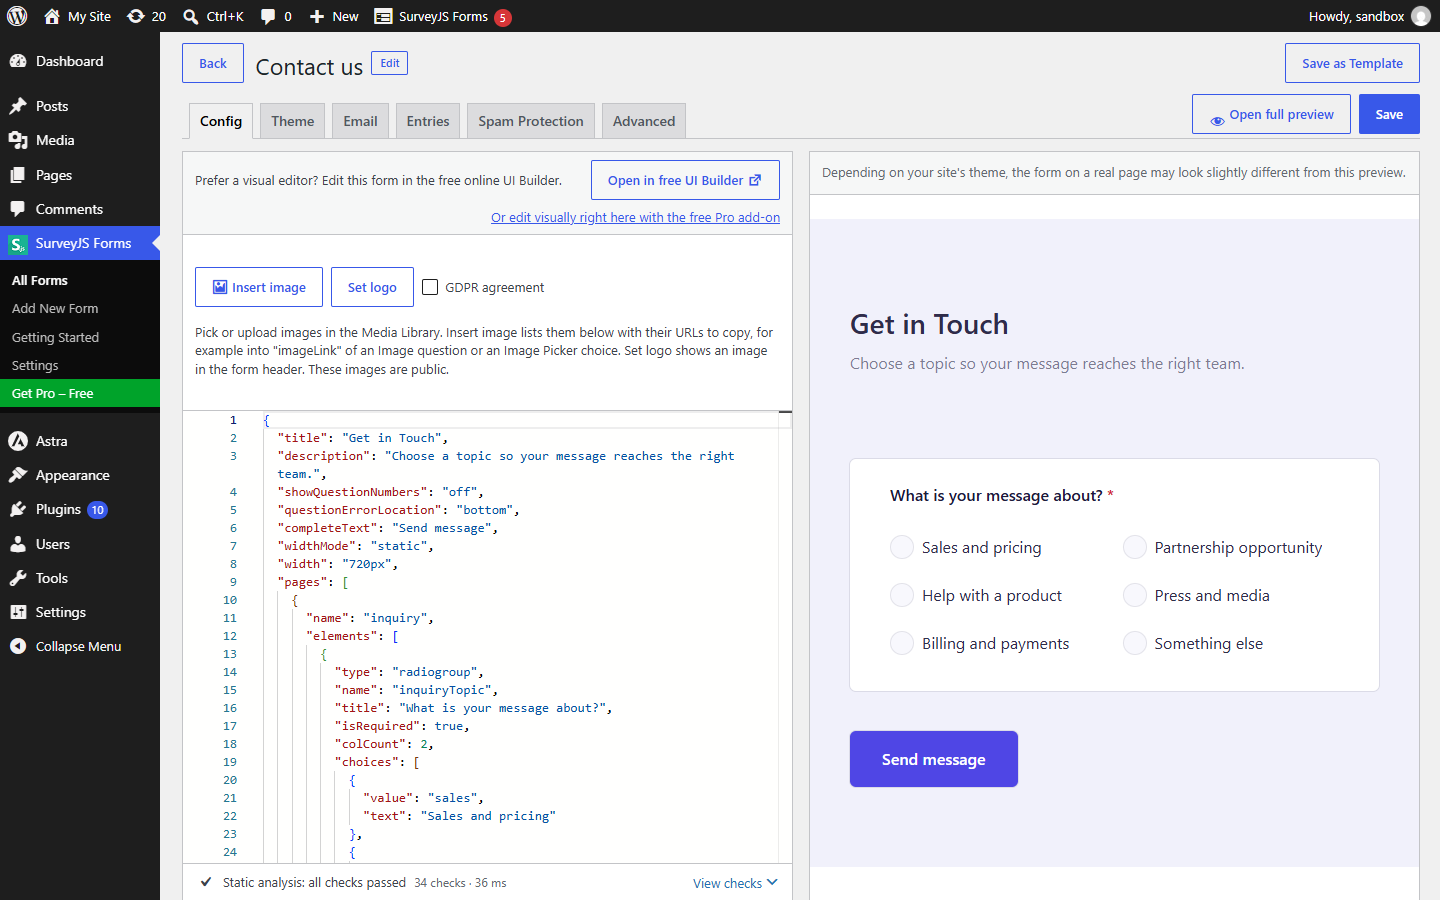 My Site
20
Ctrl+K
0
New
SurveyJS Forms
5
Howdy, sandbox
Dashboard
Posts
Media
Pages
Comments
SurveyJS Forms
All Forms
Add New Form
Getting Started
Settings
Get Pro – Free
Astra
Appearance
Plugins 10
Users
Tools
Settings
Collapse Menu
Back
Contact us
Edit
Save as Template
Config
Theme
Email
Entries
Spam Protection
Advanced
Open full preview
Save
Prefer a visual editor? Edit this form in the free online UI Builder.
Open in free UI Builder
Or edit visually right here with the free Pro add-on
Insert image
Set logo
GDPR agreement
Pick or upload images in the Media Library. Insert image lists them below with their URLs to copy, for
example into "imageLink" of an Image question or an Image Picker choice. Set logo shows an image
in the form header. These images are public.
1 {
2 "title": "Get in Touch",
3 "description": "Choose a topic so your message reaches the right
team.",
4 "showQuestionNumbers": "off",
5 "questionErrorLocation": "bottom",
6 "completeText": "Send message",
7 "widthMode": "static",
8 "width": "720px",
9 "pages": [
10 {
11 "name": "inquiry",
12 "elements": [
13 {
14 "type": "radiogroup",
15 "name": "inquiryTopic",
16 "title": "What is your message about?",
17 "isRequired": true,
18 "colCount": 2,
19 "choices": [
20 {
21 "value": "sales",
22 "text": "Sales and pricing"
23 },
24 {
Static analysis: all checks passed 34 checks · 36 ms
View checks
Depending on your site's theme, the form on a real page may look slightly different from this preview.
Get in Touch
Choose a topic so your message reaches the right team.
What is your message about? *
Sales and pricing
Partnership opportunity
Help with a product
Press and media
Billing and payments
Something else
Send message